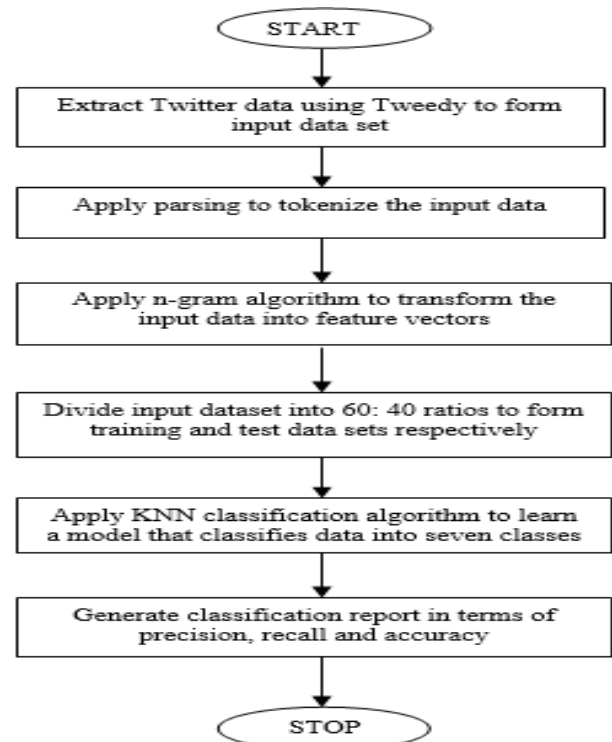 START
Extract Twitter data using Tweedy to form
input data set
Apply parsing to tokenize the input data
Apply n-gram algorithm to transform the
input data into feature vectors
Divide input dataset into 60: 40 ratios to form
training and test data sets respectively
Apply KNN classification algorithm to learn
a model that classifies data into seven classes
Generate classification report in terms of
precision, recall and accuracy
STOP